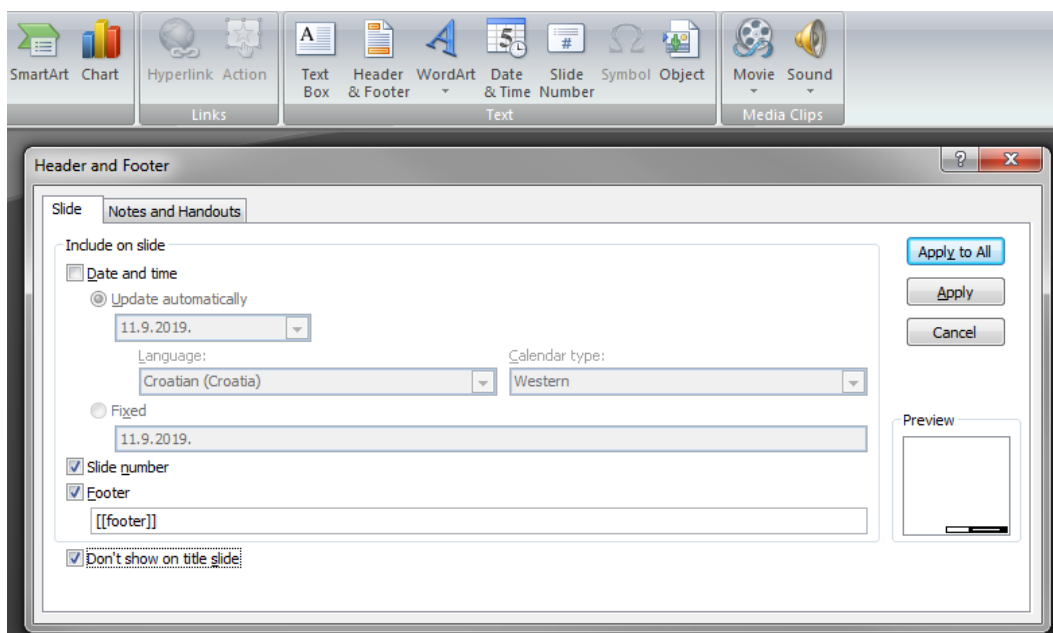 SmartArt Chart Hyperlink Action Text Box Header & Footer WordArt Date & Time Slide Number Symbol Object Movie Sound
Links Text Media Clips
Header and Footer
Slide Notes and Handouts
Include on slide
Date and time
Update automatically
11.9.2019.
Language: Calendar type:
Croatian (Croatia) Western
Fixed
11.9.2019.
Slide number
Footer
[[footer]]
Don't show on title slide
Apply to All
Apply
Cancel
Preview